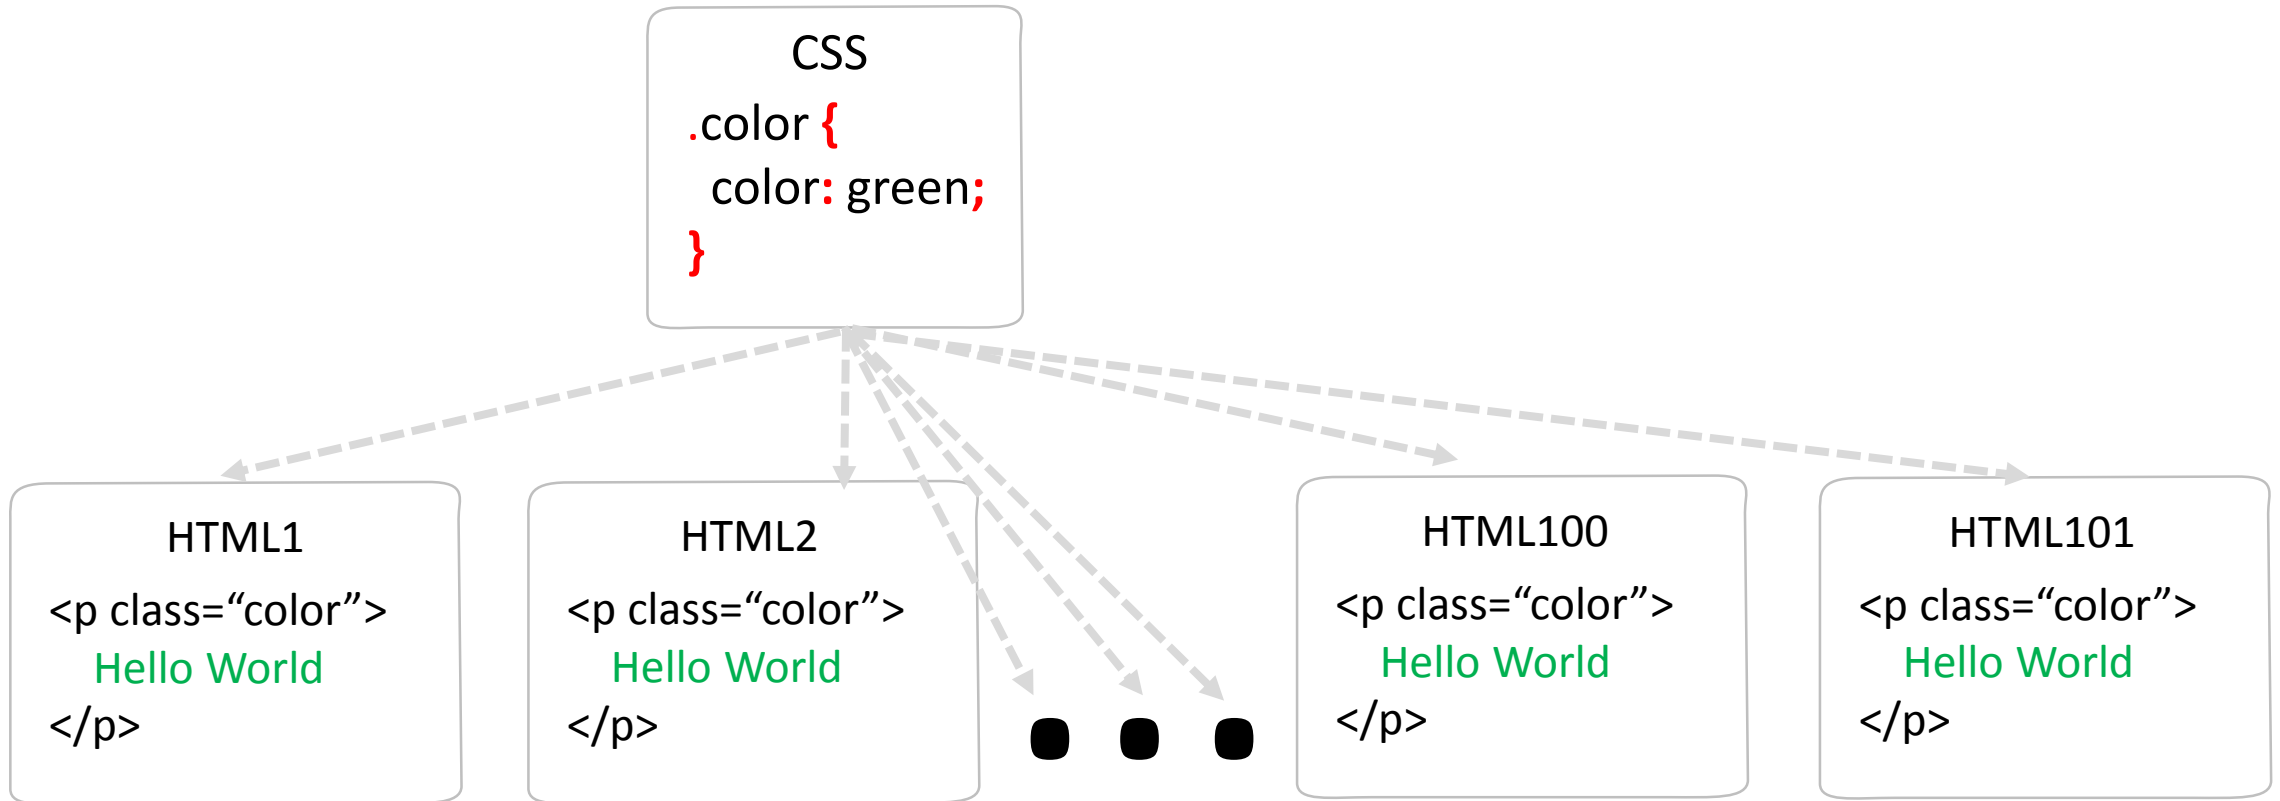 CSS
.color {
color: green;
}
HTML1
<p class=“color”>
Hello World
</p>
HTML2
<p class=“color”>
Hello World
</p>
HTML100
<p class=“color”>
Hello World
</p>
HTML101
<p class=“color”>
Hello World
</p>